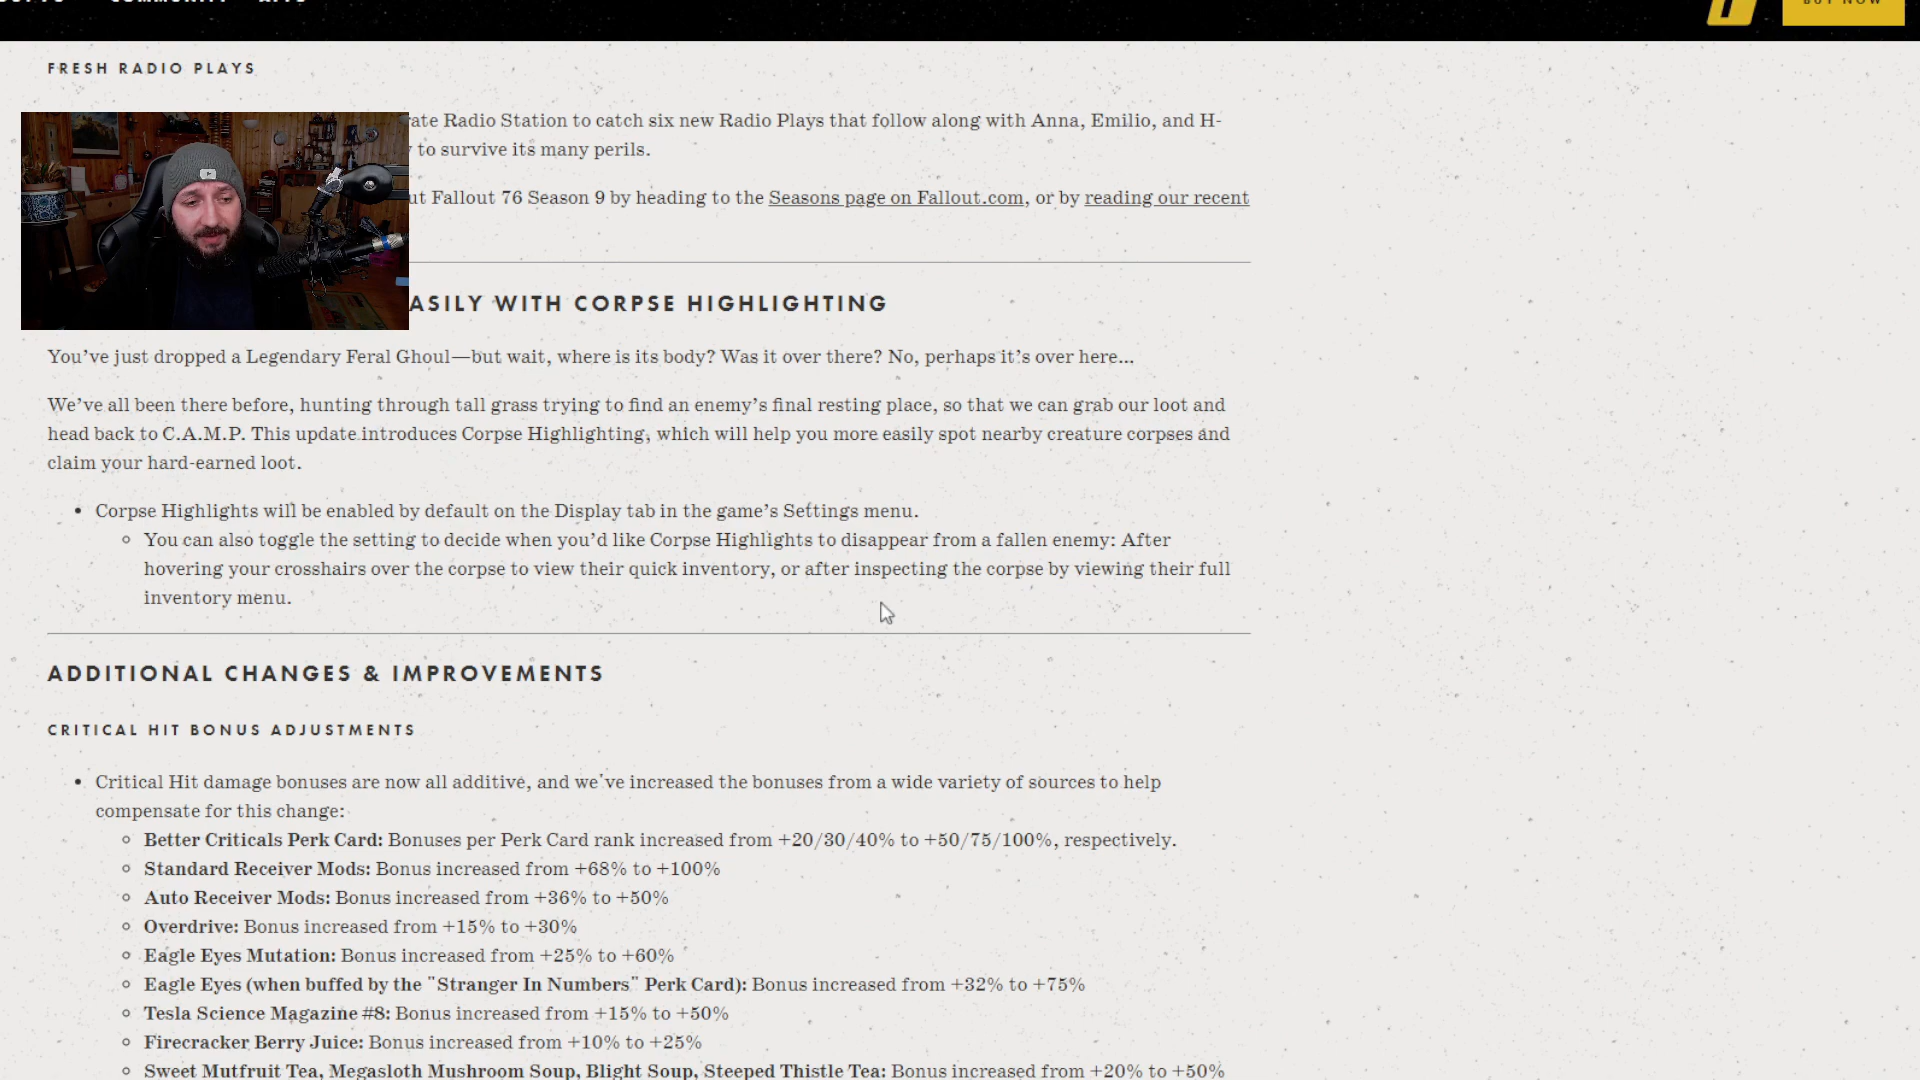 BUY NOW
FRESH RADIO PLAYS
rate Radio Station to catch six new Radio Plays that follow along with Anna, Emilio, and H-
to survive its many perils.
ut Fallout 76 Season 9 by heading to the Seasons page on Fallout.com, or by reading our recent
ASILY WITH CORPSE HIGHLIGHTING
You’ve just dropped a Legendary Feral Ghoul—but wait, where is its body? Was it over there? No, perhaps it’s over here…
We’ve all been there before, hunting through tall grass trying to find an enemy’s final resting place, so that we can grab our loot and
head back to C.A.M.P. This update introduces Corpse Highlighting, which will help you more easily spot nearby creature corpses and
claim your hard-earned loot.
• Corpse Highlights will be enabled by default on the Display tab in the game’s Settings menu.
◦ You can also toggle the setting to decide when you’d like Corpse Highlights to disappear from a fallen enemy: After
hovering your crosshairs over the corpse to view their quick inventory, or after inspecting the corpse by viewing their full
inventory menu.
ADDITIONAL CHANGES & IMPROVEMENTS
CRITICAL HIT BONUS ADJUSTMENTS
• Critical Hit damage bonuses are now all additive, and we’ve increased the bonuses from a wide variety of sources to help
compensate for this change:
◦ Better Criticals Perk Card: Bonuses per Perk Card rank increased from +20/30/40% to +50/75/100%, respectively.
◦ Standard Receiver Mods: Bonus increased from +68% to +100%
◦ Auto Receiver Mods: Bonus increased from +36% to +50%
◦ Overdrive: Bonus increased from +15% to +30%
◦ Eagle Eyes Mutation: Bonus increased from +25% to +60%
◦ Eagle Eyes (when buffed by the "Stranger In Numbers" Perk Card): Bonus increased from +32% to +75%
◦ Tesla Science Magazine #8: Bonus increased from +15% to +50%
◦ Firecracker Berry Juice: Bonus increased from +10% to +25%
◦ Sweet Mutfruit Tea, Megasloth Mushroom Soup, Blight Soup, Steeped Thistle Tea: Bonus increased from +20% to +50%